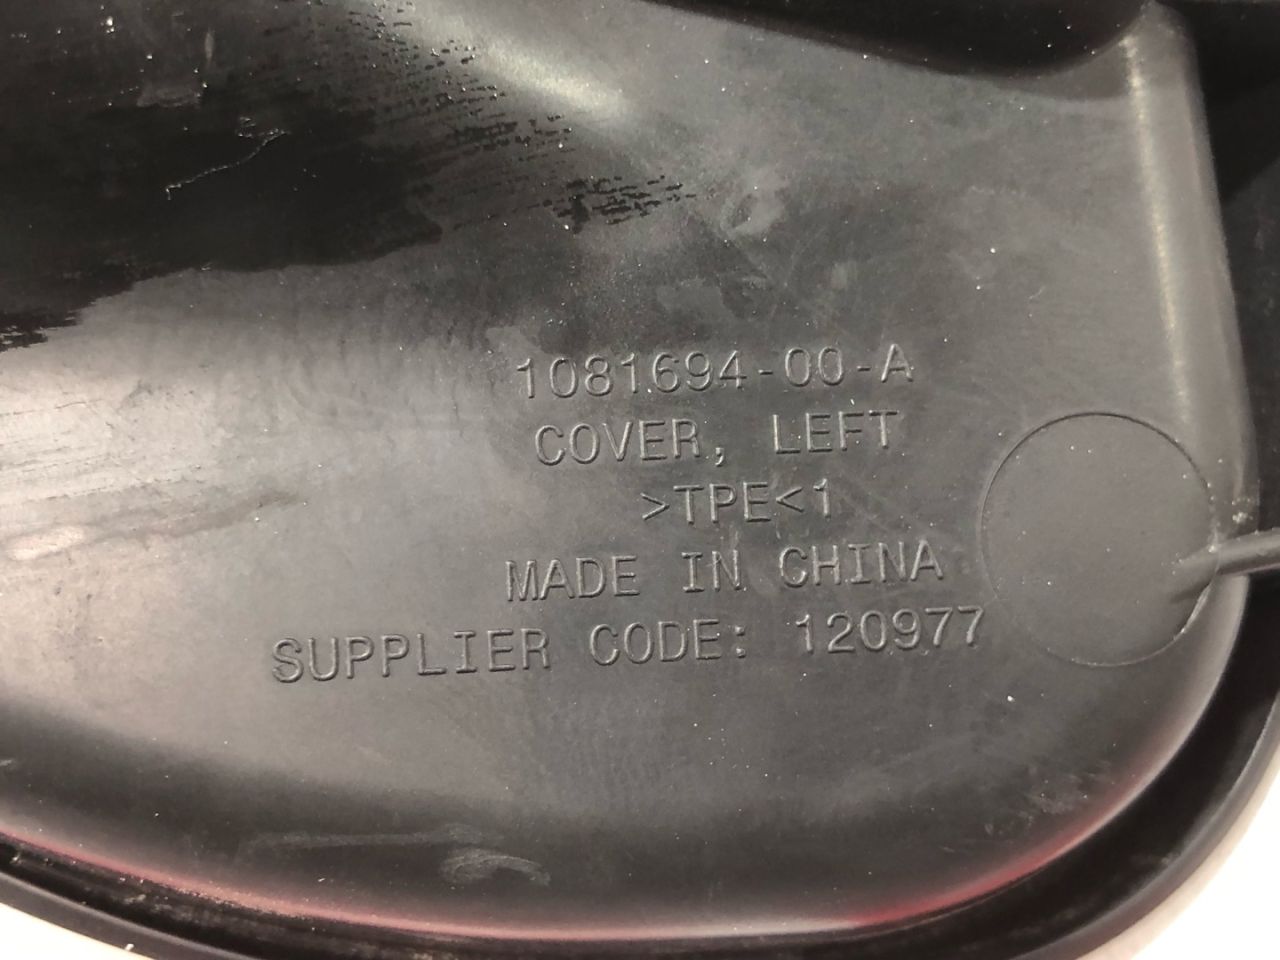 1081694-00-A
COVER, LEFT
>TPE<1
MADE IN CHINA
SUPPLIER CODE: 120977